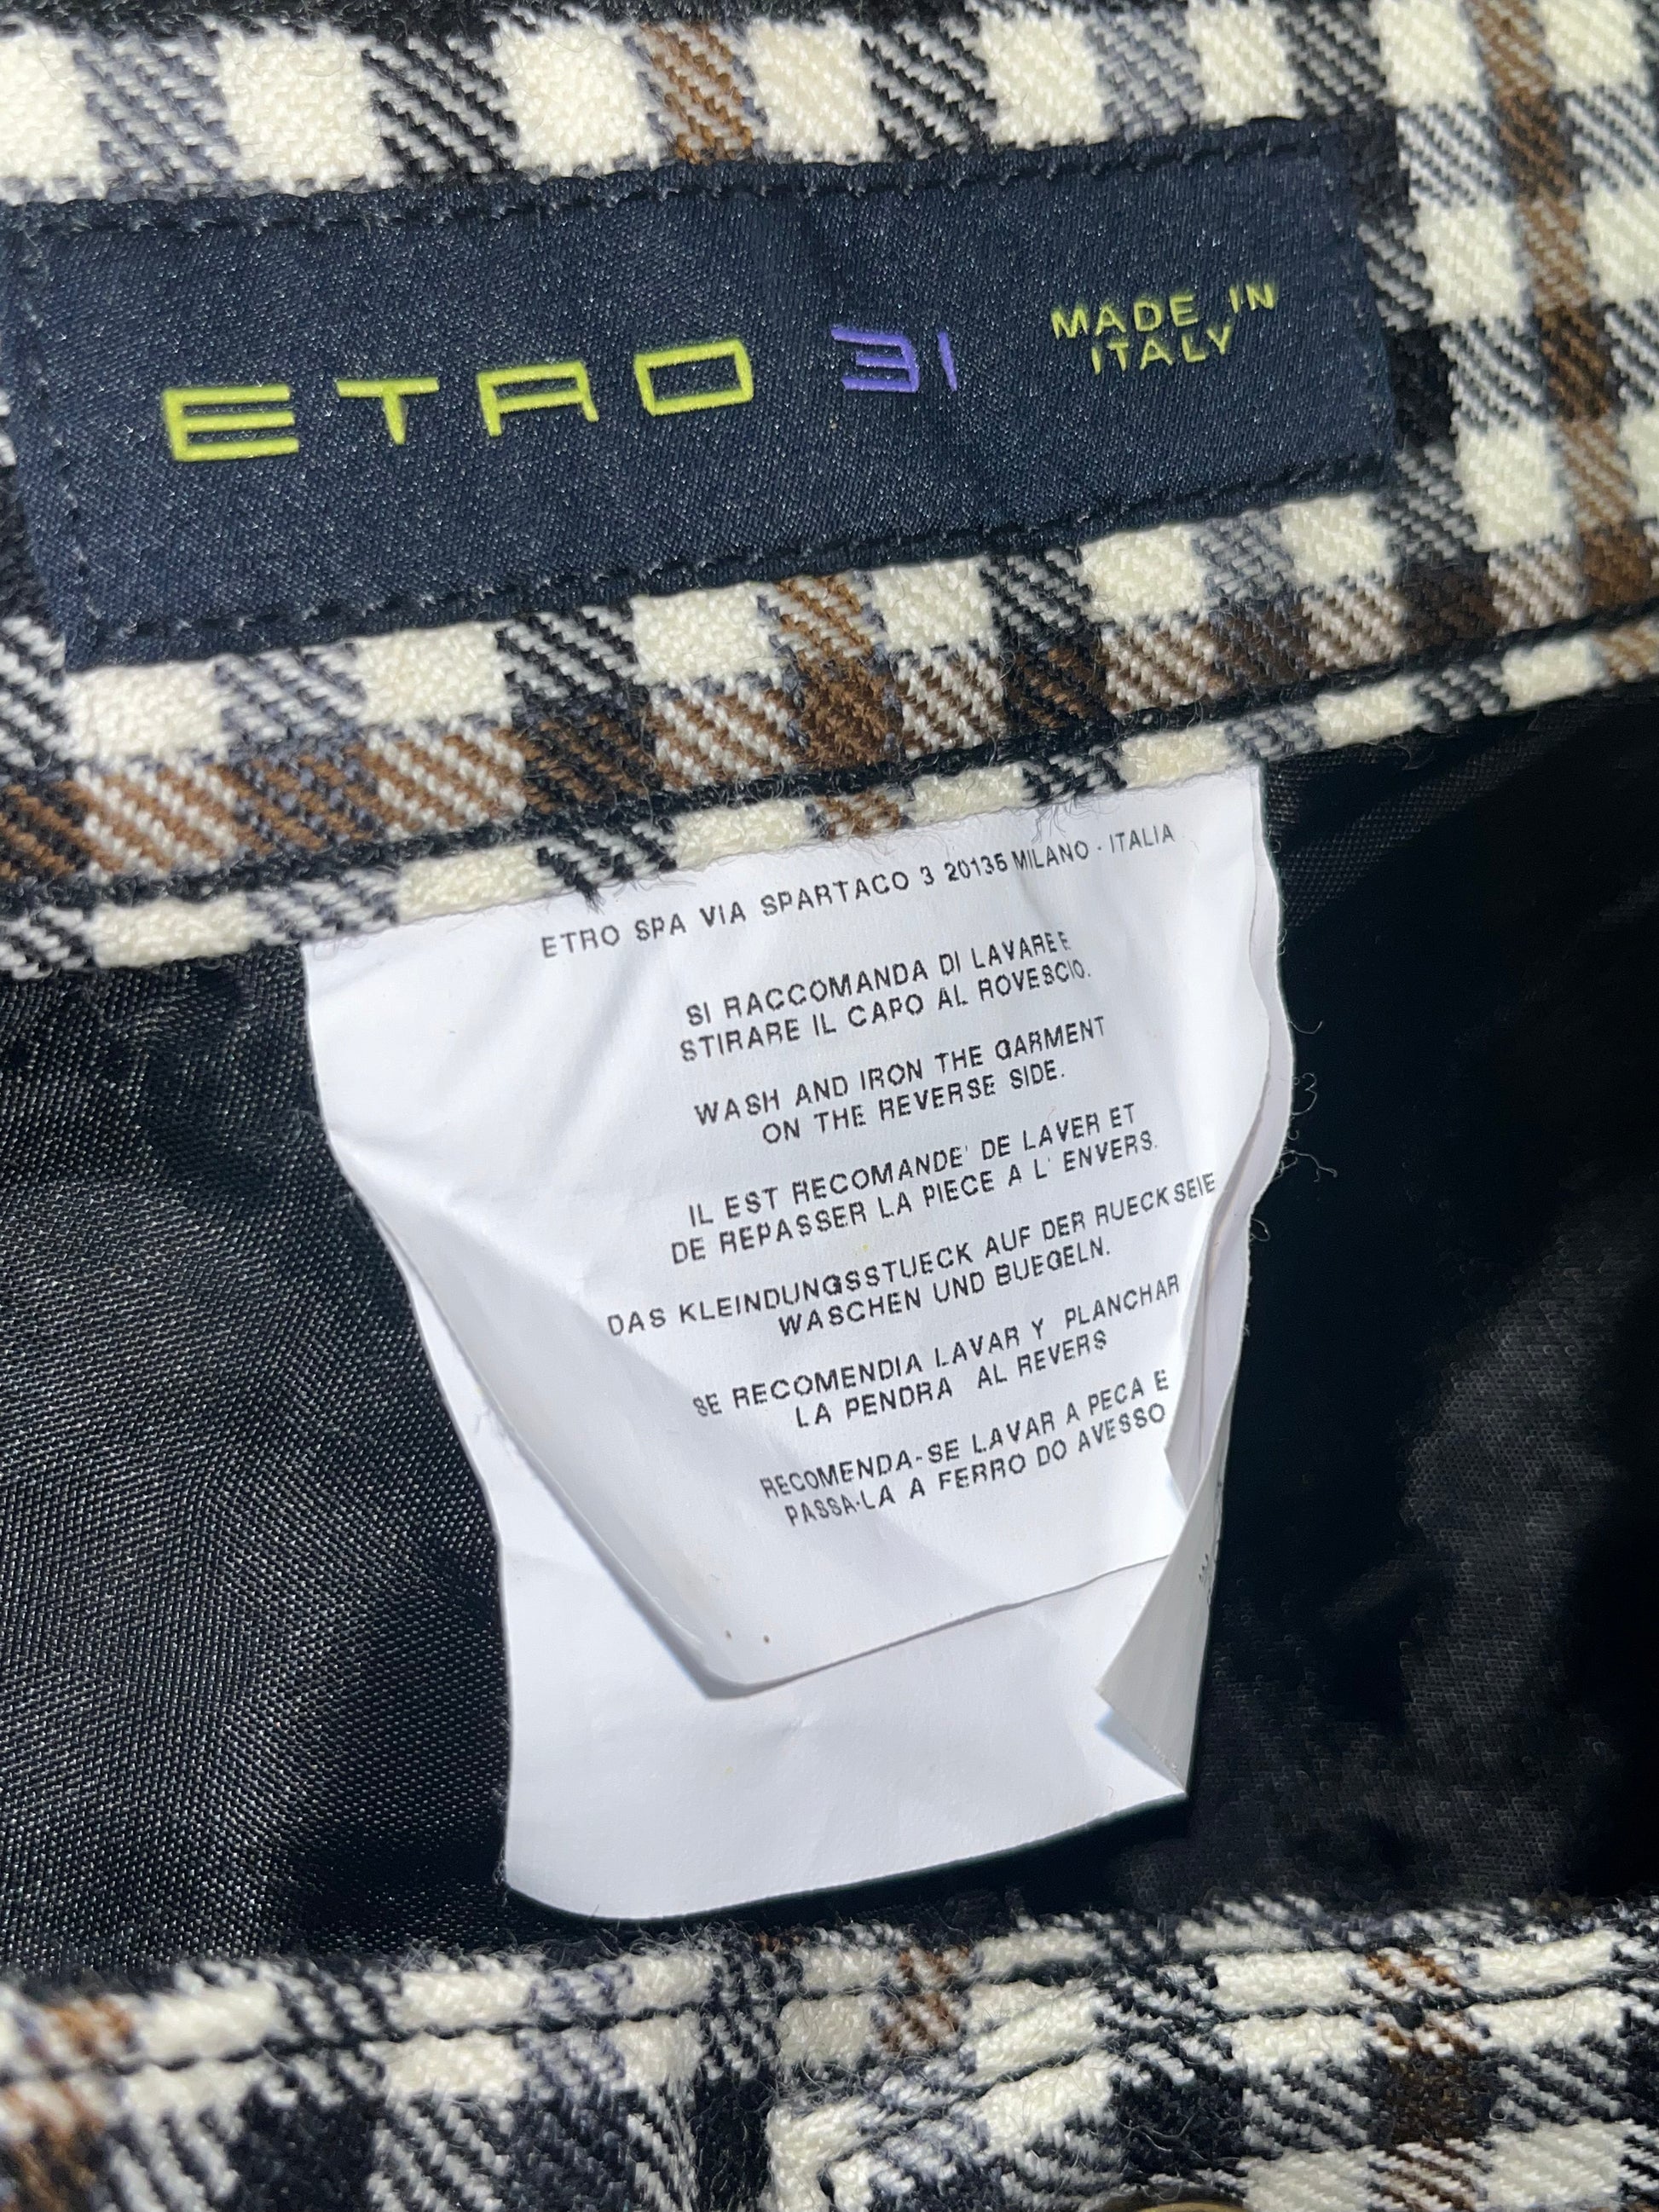 ETRO 31 MADE IN
ITALY
ETRO SPA VIA SPARTACO 3 20135 MILANO - ITALIA
SI RACCOMANDA DI LAVARE E
STIRARE IL CAPO AL ROVESCIO.
WASH AND IRON THE GARMENT
ON THE REVERSE SIDE.
IL EST RECOMANDE' DE LAVER ET
DE REPASSER LA PIECE A L' ENVERS.
DAS KLEINDUNGSSTUECK AUF DER RUECKSEIE
WASCHEN UND BUEGELN.
SE RECOMENDIA LAVAR Y PLANCHAR
LA PENDRA AL REVERS
RECOMENDA-SE LAVAR A PECA E
PASSA-LA A FERRO DO AVESSO